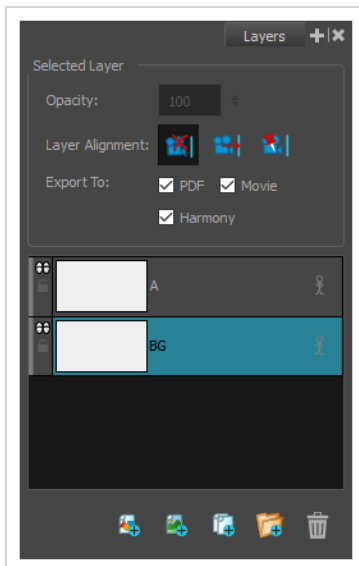 Layers
Selected Layer
Opacity: 100
Layer Alignment:
Export To: PDF Movie
Harmony
A
BG